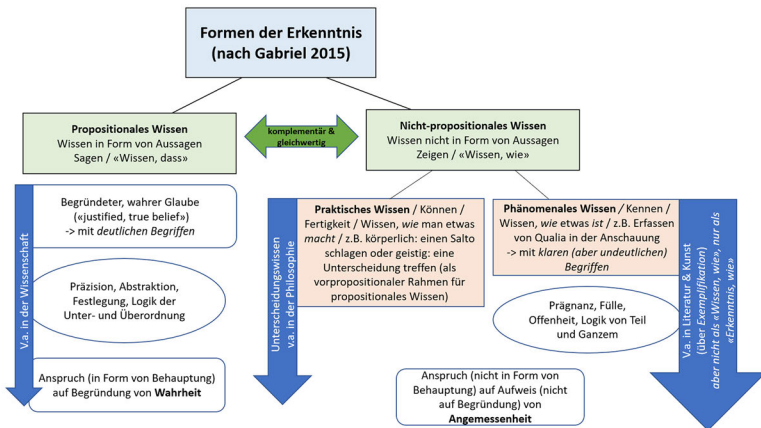 Formen der Erkenntnis
(nach Gabriel 2015)
Propositionales Wissen
Wissen in Form von Aussagen
Sagen / «Wissen, dass»
komplementär &
gleichwertig
Nicht-propositionales Wissen
Wissen nicht in Form von Aussagen
Zeigen / «Wissen, wie»
V.a. in der Wissenschaft
Begründeter, wahrer Glaube
(«justified, true belief»)
-> mit deutlichen Begriffen
Präzision, Abstraktion,
Festlegung, Logik der
Unter- und Überordnung
Anspruch (in Form von Behauptung)
auf Begründung von Wahrheit
Unterscheidungswissen
v.a. in der Philosophie
Praktisches Wissen / Können /
Fertigkeit / Wissen, wie man etwas
macht / z.B. körperlich: einen Salto
schlagen oder geistig: eine
Unterscheidung treffen (als
vorpropositionaler Rahmen für
propositionales Wissen)
Phänomenales Wissen / Kennen /
Wissen, wie etwas ist / z.B. Erfassen
von Qualia in der Anschauung
-> mit klaren (aber undeutlichen)
Begriffen
Prägnanz, Fülle,
Offenheit, Logik von Teil
und Ganzem
Anspruch (nicht in Form von
Behauptung) auf Aufweis (nicht
auf Begründung) von
Angemessenheit
V.a. in Literatur & Kunst
(über Exemplifikation)
aber nicht als «Wissen, wie», nur als
«Erkenntnis, wie»